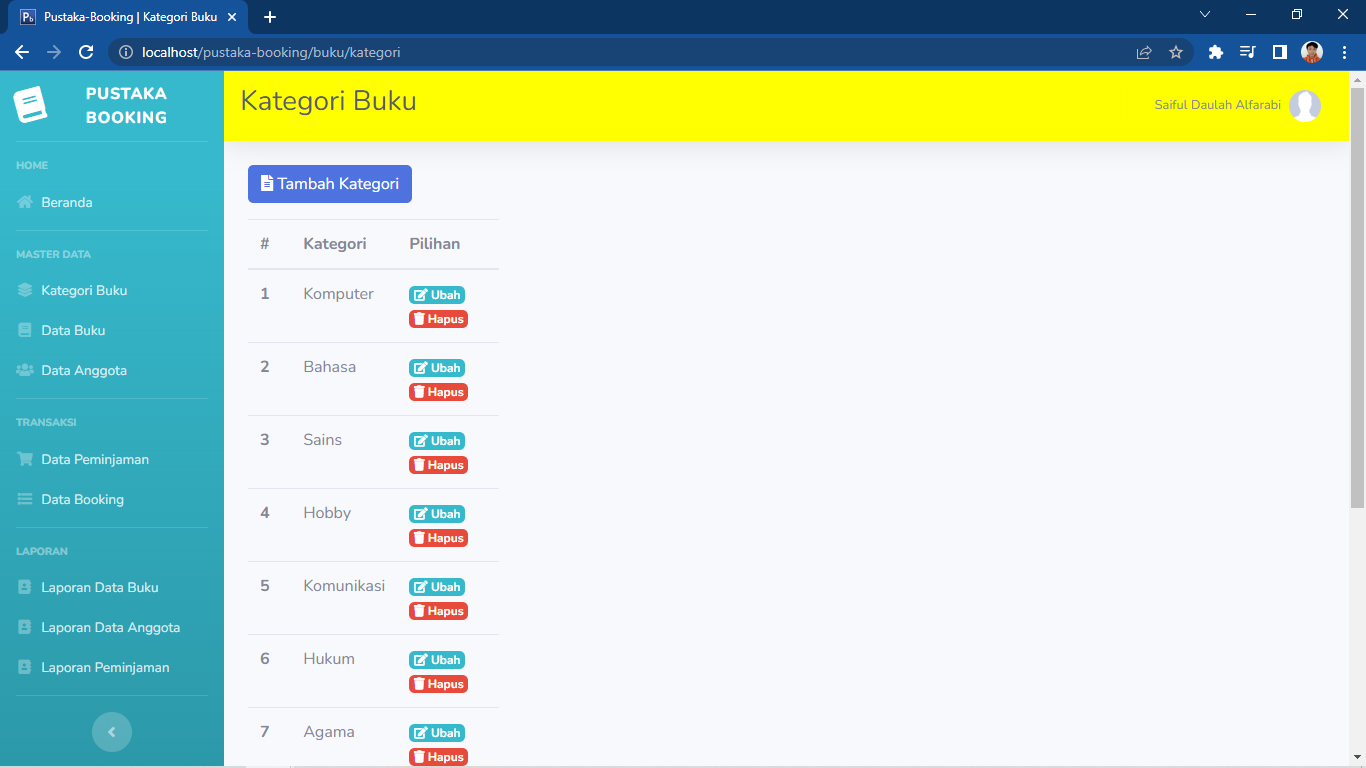 Pustaka-Booking | Kategori Buku
localhost/pustaka-booking/buku/kategori
PUSTAKA
BOOKING
HOME
Beranda
MASTER DATA
Kategori Buku
Data Buku
Data Anggota
TRANSAKSI
Data Peminjaman
Data Booking
LAPORAN
Laporan Data Buku
Laporan Data Anggota
Laporan Peminjaman
Kategori Buku
Saiful Daulah Alfarabi
Tambah Kategori
# Kategori Pilihan
1 Komputer Ubah
Hapus
2 Bahasa Ubah
Hapus
3 Sains Ubah
Hapus
4 Hobby Ubah
Hapus
5 Komunikasi Ubah
Hapus
6 Hukum Ubah
Hapus
7 Agama Ubah
Hapus